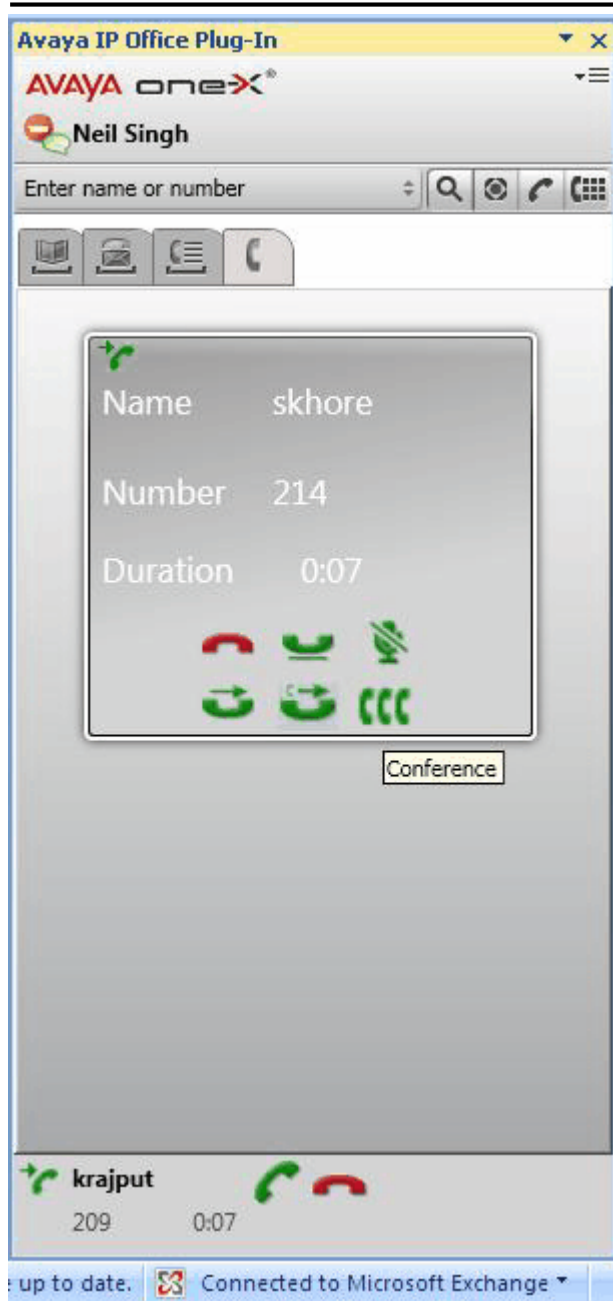 Avaya IP Office Plug-In
AVAYA one-X®
Neil Singh
Enter name or number
Name skhore
Number 214
Duration 0:07
Conference
krajput
209 0:07
up to date. Connected to Microsoft Exchange